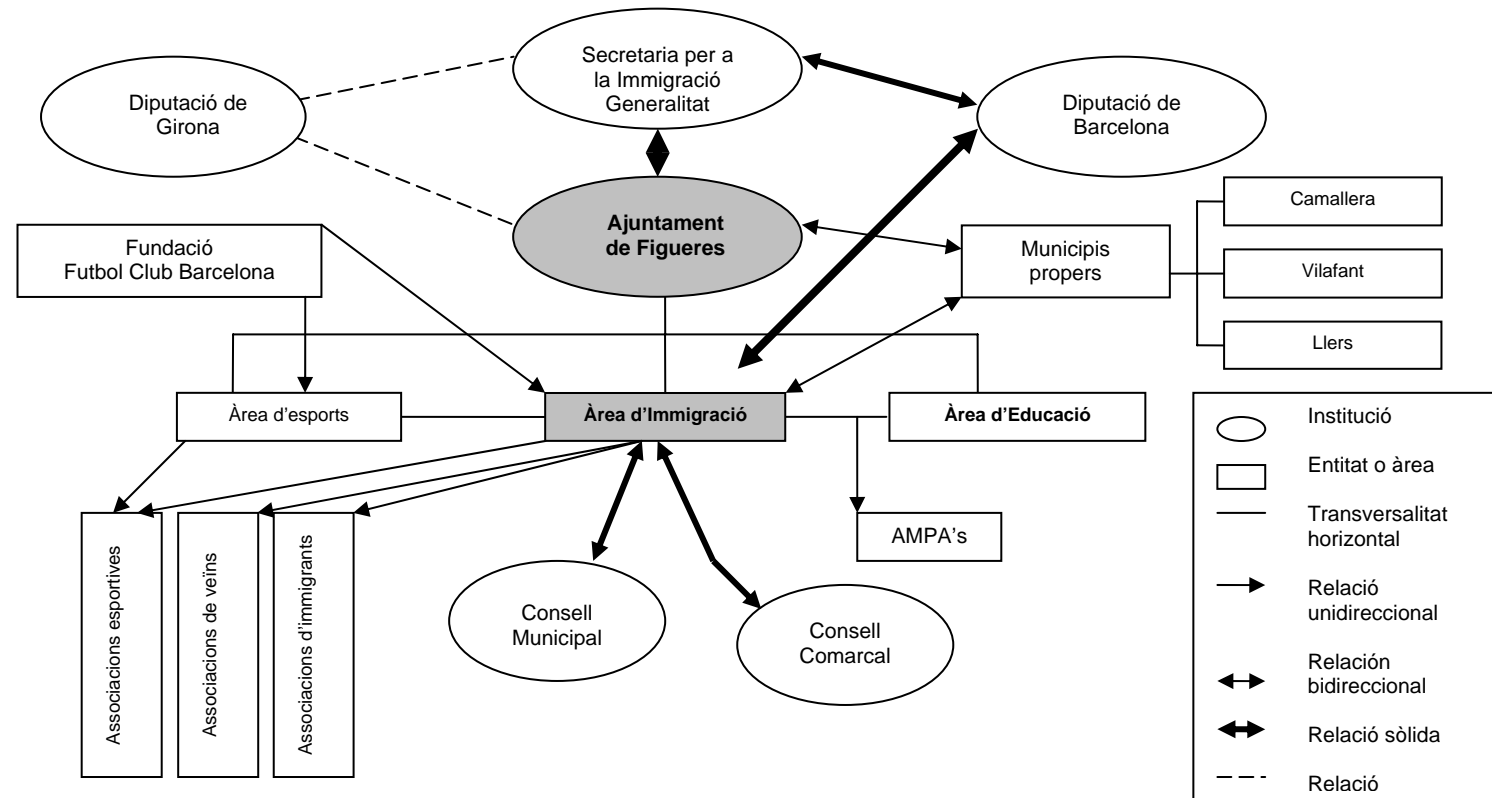 Secretaria per a
la Immigració
Generalitat
Diputació de
Girona
Diputació de
Barcelona
Ajuntament
de Figueres
Fundació
Futbol Club Barcelona
Municipis
propers
Camallera
Vilafant
Llers
Àrea d'esports
Àrea d'Immigració
Àrea d'Educació
Associacions esportives
Associacions de veïns
Associacions d'immigrants
Consell
Municipal
Consell
Comarcal
AMPA's
Institució
Entitat o àrea
Transversalitat
horizontal
Relació
unidireccional
Relación
bidireccional
Relació sòlida
Relació